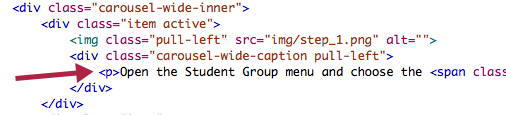 <div class="carousel-wide-inner">
<div class="item active">
<img class="pull-left" src="img/step_1.png" alt="">
<div class="carousel-wide-caption pull-left">
<p>Open the Student Group menu and choose the <span clas
</div>
</div>